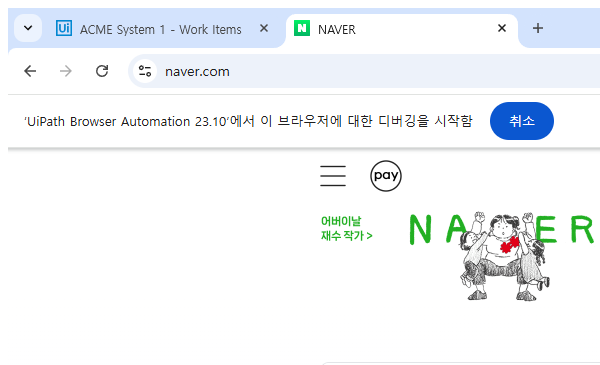 ACME System 1 - Work Items
NAVER
naver.com
'UiPath Browser Automation 23.10'에서 이 브라우저에 대한 디버깅을 시작함
취소
pay
어버이날
재수 작가 >
NAVER